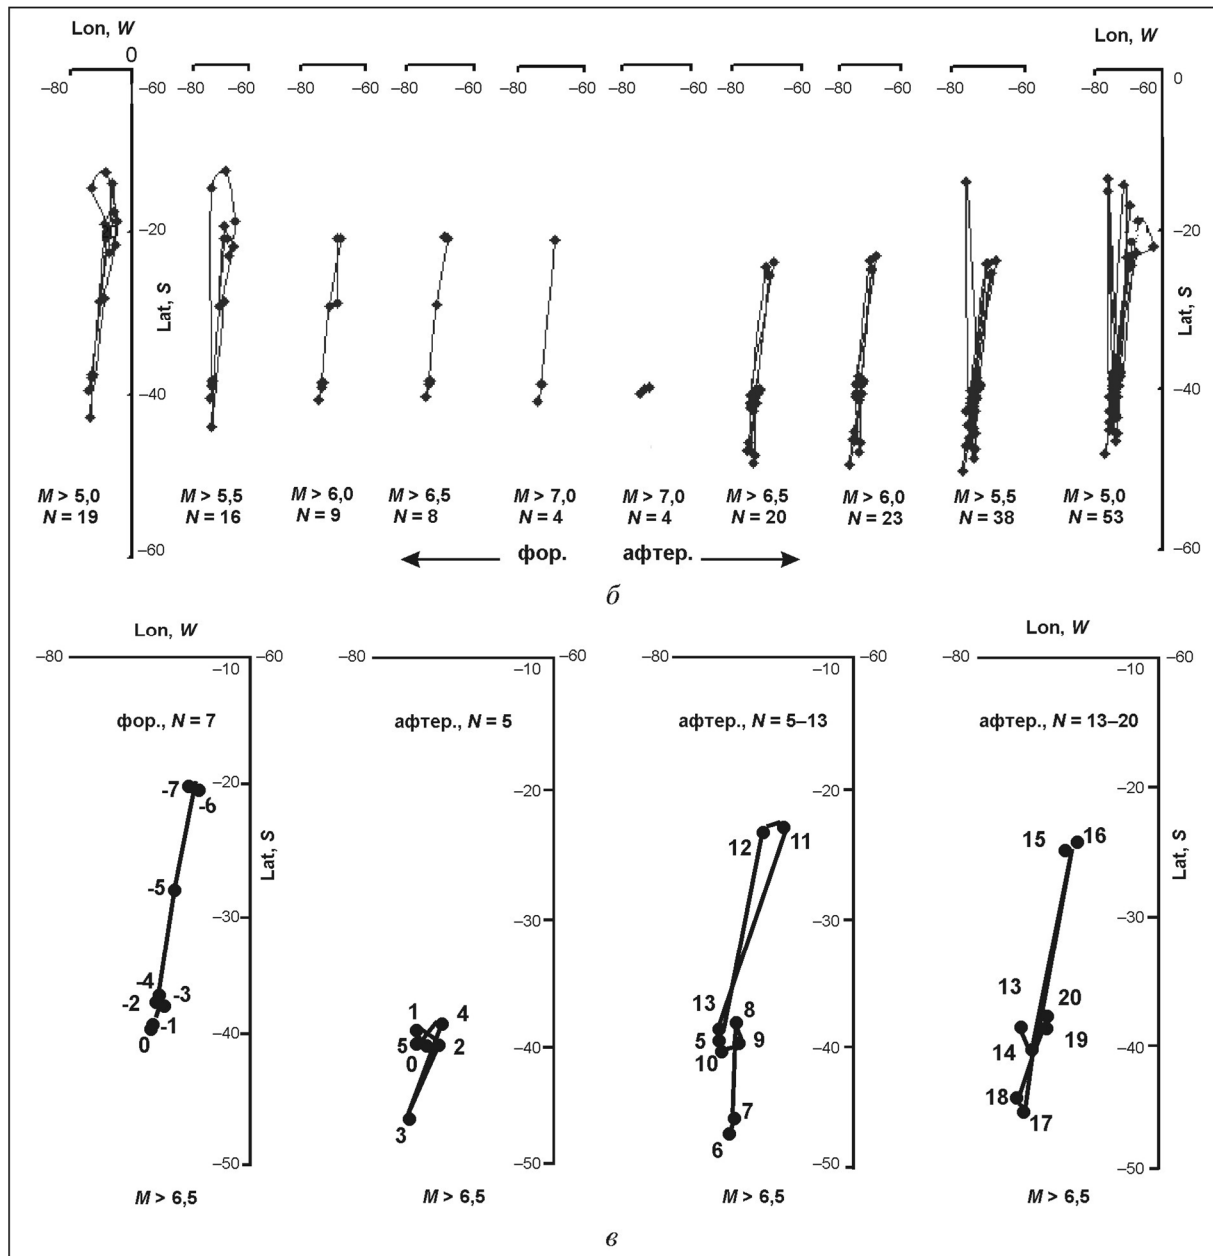 Lon, W Lon, W
0
−80 −60 −80 −60 −80 −60 −80 −60 −80 −60 −80 −60 −80 −60 −80 −60 −80 −60 −80 −60 0
−20 −20
Lat, S Lat, S
−40 −40
M > 5,0 M > 5,5 M > 6,0 M > 6,5 M > 7,0 M > 7,0 M > 6,5 M > 6,0 M > 5,5 M > 5,0
N = 19 N = 16 N = 9 N = 8 N = 4 N = 4 N = 20 N = 23 N = 38 N = 53
−60 −60
фор. афтер.
б
Lon, W Lon, W
−80 −60 −80 −60 −80 −60 −80 −60
−10 −10 −10 −10
фор., N = 7 афтер., N = 5 афтер., N = 5–13 афтер., N = 13–20
−20 −20 −20 −20
-7 -6 12 11 15 16
Lat, S Lat, S
-5
−30 −30 −30 −30
-4 -2 -3 -1 0
1 4 5 0 2 3
13 8 5 9 10 7 6
13 20 14 19 18 17
−40 −40 −40 −40
−50 −50 −50 −50
M > 6,5 M > 6,5 M > 6,5 M > 6,5
в